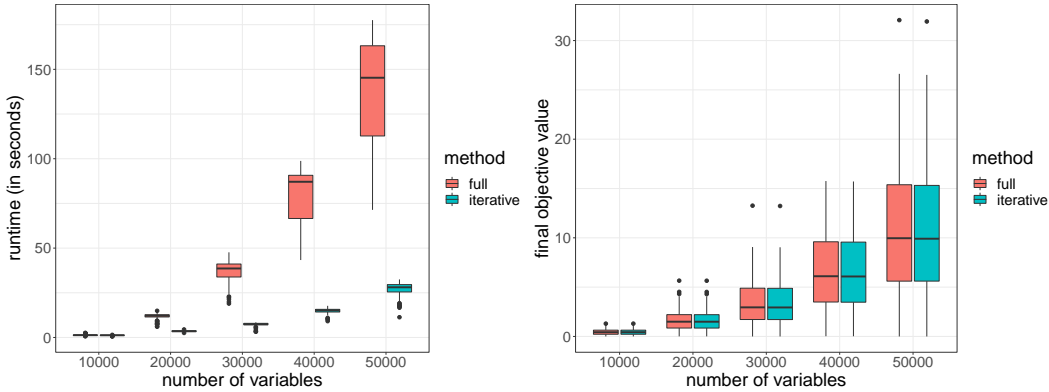 runtime (in seconds)
150
100
50
0
10000 20000 30000 40000 50000
number of variables
method
full
iterative
final objective value
30
20
10
0
10000 20000 30000 40000 50000
number of variables
method
full
iterative